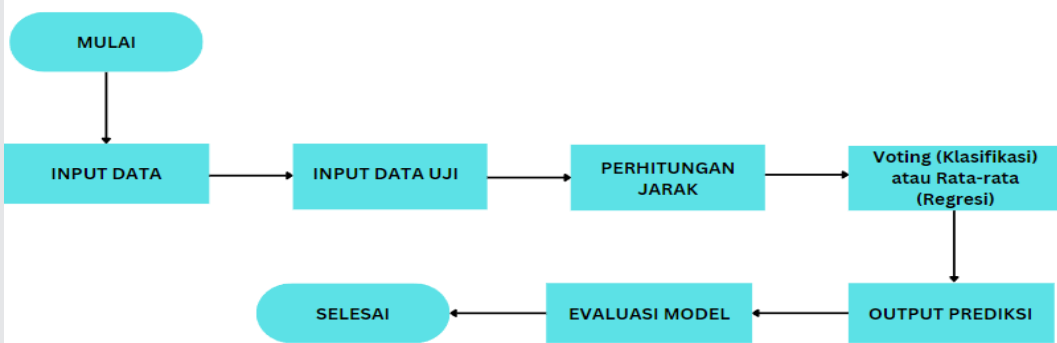 MULAI
INPUT DATA
INPUT DATA UJI
PERHITUNGAN
JARAK
Voting (Klasifikasi)
atau Rata-rata
(Regresi)
OUTPUT PREDIKSI
EVALUASI MODEL
SELESAI